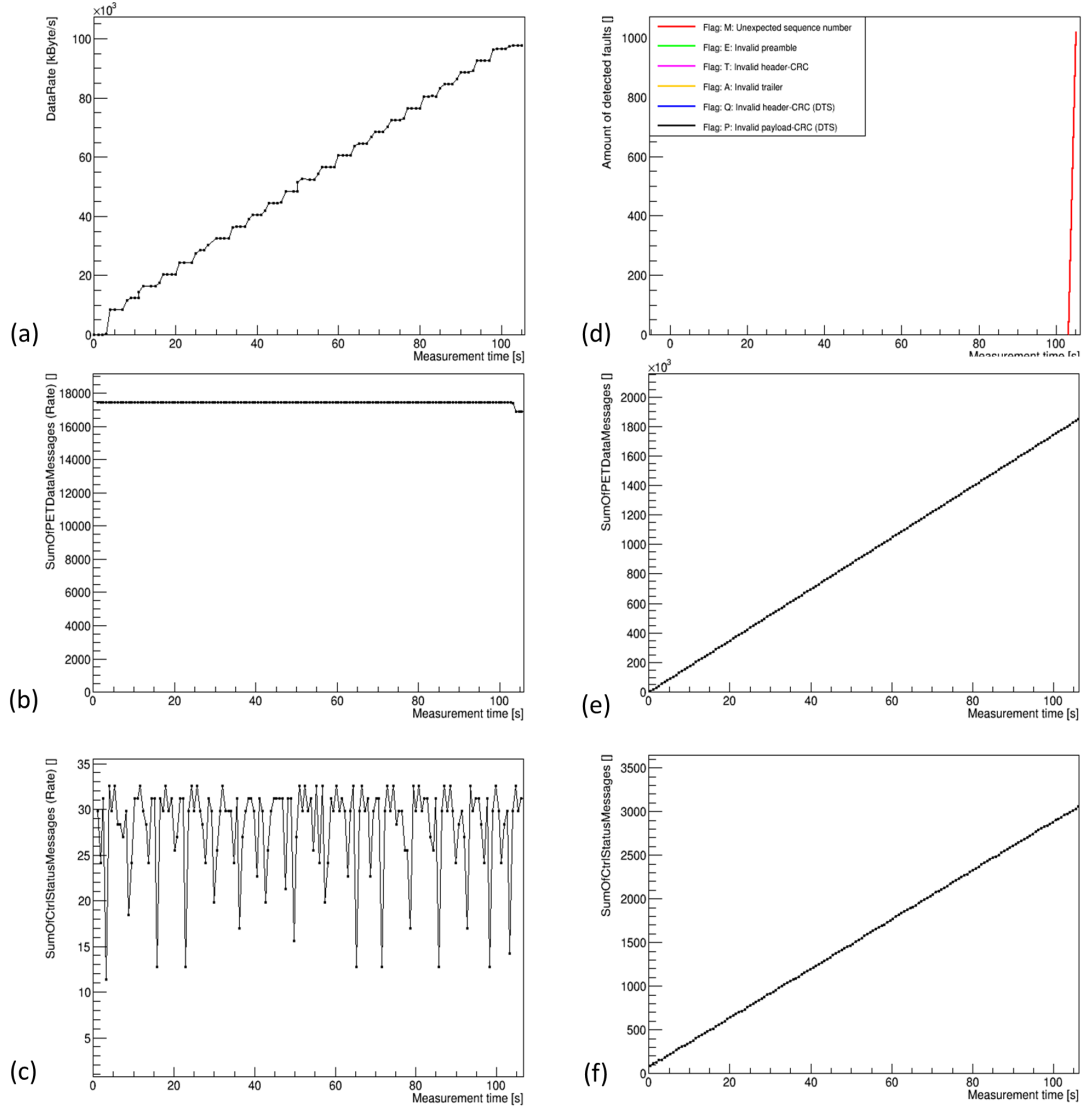 ×10³
DataRate [kByte/s]
100
80
60
40
20
0
0 20 40 60 80 100
Measurement time [s]
(a)
Amount of detected faults []
1000
800
600
400
200
0
Flag: M: Unexpected sequence number
Flag: E: Invalid preamble
Flag: T: Invalid header-CRC
Flag: A: Invalid trailer
Flag: Q: Invalid header-CRC (DTS)
Flag: P: Invalid payload-CRC (DTS)
0 20 40 60 80 100
Measurement time [s]
(d)
SumOfPETDataMessages (Rate) []
18000
16000
14000
12000
10000
8000
6000
4000
2000
0
0 20 40 60 80 100
Measurement time [s]
(b)
×10³
SumOfPETDataMessages []
2000
1800
1600
1400
1200
1000
800
600
400
200
0
0 20 40 60 80 100
Measurement time [s]
(e)
SumOfCtrlStatusMessages (Rate) []
35
30
25
20
15
10
5
0
0 20 40 60 80 100
Measurement time [s]
(c)
SumOfCtrlStatusMessages []
3500
3000
2500
2000
1500
1000
500
0
0 20 40 60 80 100
Measurement time [s]
(f)